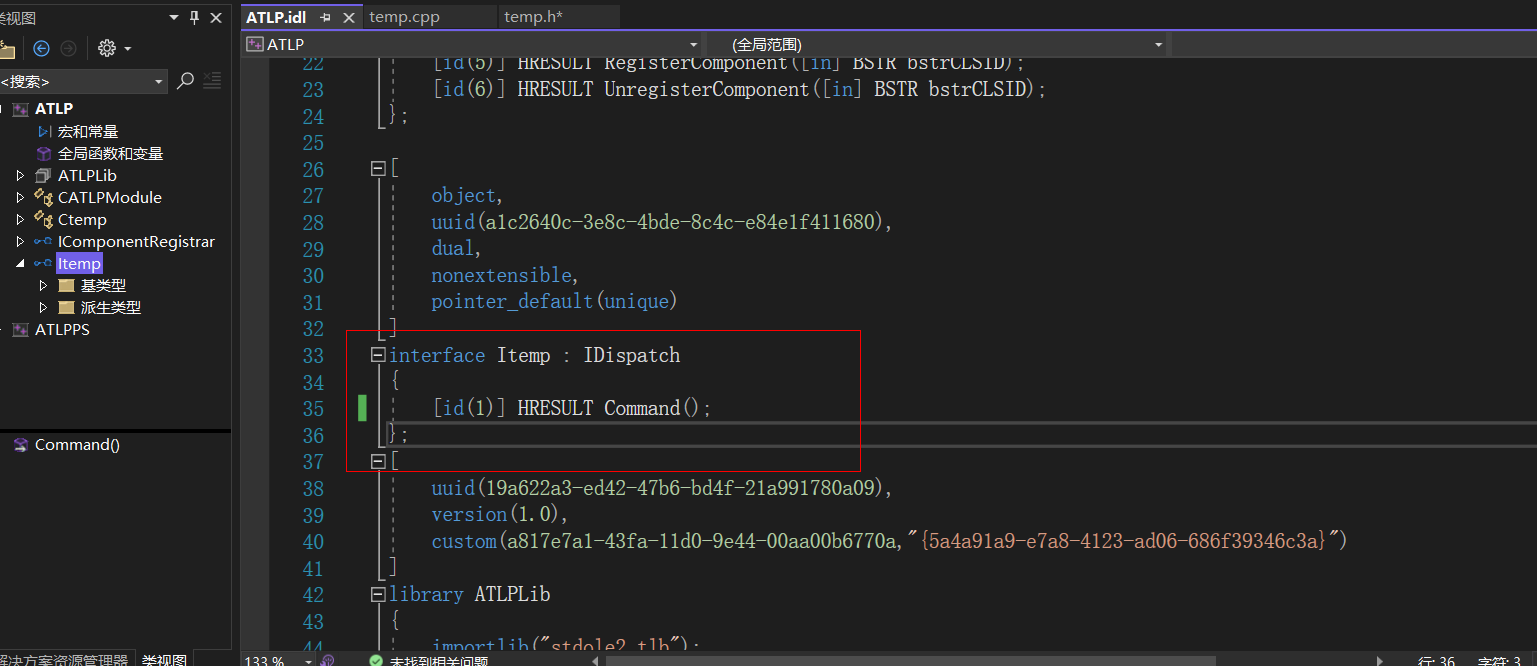 类视图
<搜索>
ATLP
宏和常量
全局函数和变量
ATLPLib
CATLPModule
Ctemp
IComponentRegistrar
Itemp
基类型
派生类型
ATLPPS
Command()
解决方案资源管理器 类视图
ATLP.idl temp.cpp temp.h*
ATLP (全局范围)
22 [id(5)] HRESULT RegisterComponent([in] BSTR bstrCLSID);
23 [id(6)] HRESULT UnregisterComponent([in] BSTR bstrCLSID);
24 };
25
26 [
27 object,
28 uuid(a1c2640c-3e8c-4bde-8c4c-e84e1f411680),
29 dual,
30 nonextensible,
31 pointer_default(unique)
32 ]
33 interface Itemp : IDispatch
34 {
35 [id(1)] HRESULT Command();
36 };
37 [
38 uuid(19a622a3-ed42-47b6-bd4f-21a991780a09),
39 version(1.0),
40 custom(a817e7a1-43fa-11d0-9e44-00aa00b6770a,"{5a4a91a9-e7a8-4123-ad06-686f39346c3a}")
41 ]
42 library ATLPLib
43 {
44 importlib("stdole2.tlb");
133 % 未找到相关问题 行: 36 字符: 3